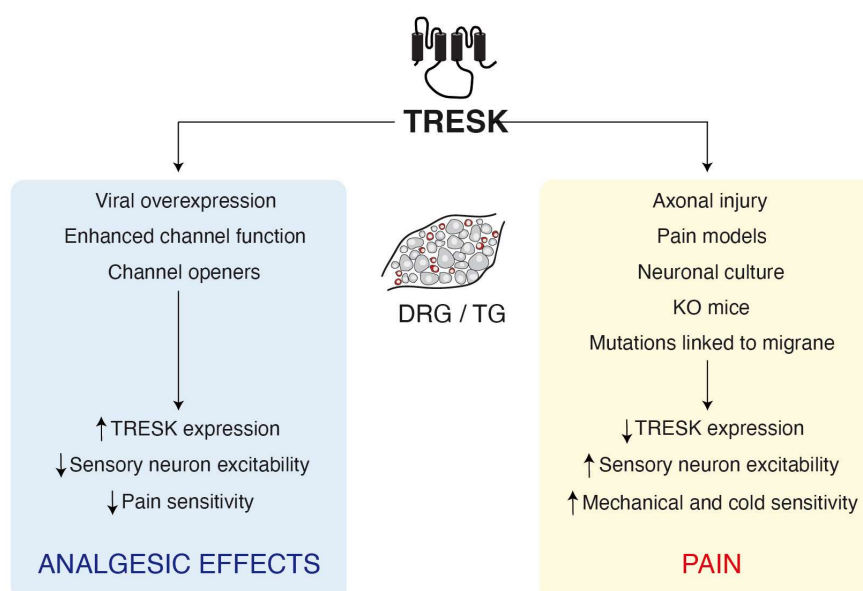 TRESK
Viral overexpression
Enhanced channel function
Channel openers
↑ TRESK expression
↓ Sensory neuron excitability
↓ Pain sensitivity
ANALGESIC EFFECTS
DRG / TG
Axonal injury
Pain models
Neuronal culture
KO mice
Mutations linked to migrane
↓ TRESK expression
↑ Sensory neuron excitability
↑ Mechanical and cold sensitivity
PAIN